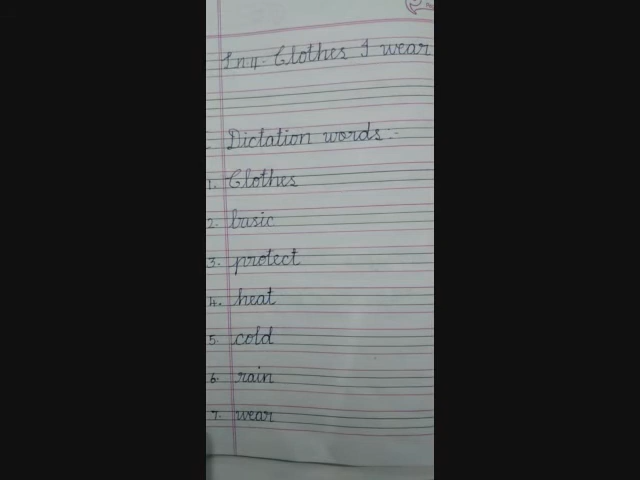 Ln 4. Clothes I wear
Dictation words:-
1. Clothes
2. basic
3. protect
4. heat
5. cold
6. rain
7. wear